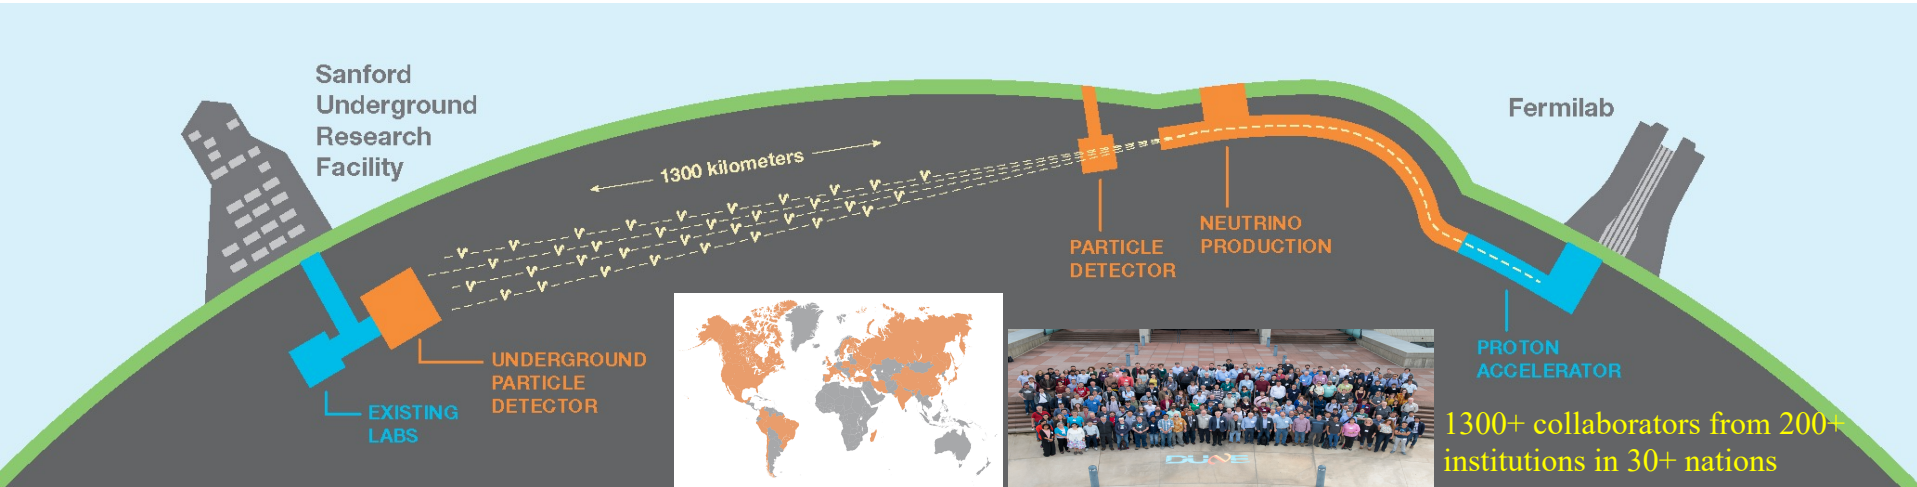 Sanford
Underground
Research
Facility
Fermilab
1300 kilometers
NEUTRINO
PRODUCTION
PARTICLE
DETECTOR
UNDERGROUND
PARTICLE
DETECTOR
EXISTING
LABS
PROTON
ACCELERATOR
1300+ collaborators from 200+
institutions in 30+ nations
DUNE